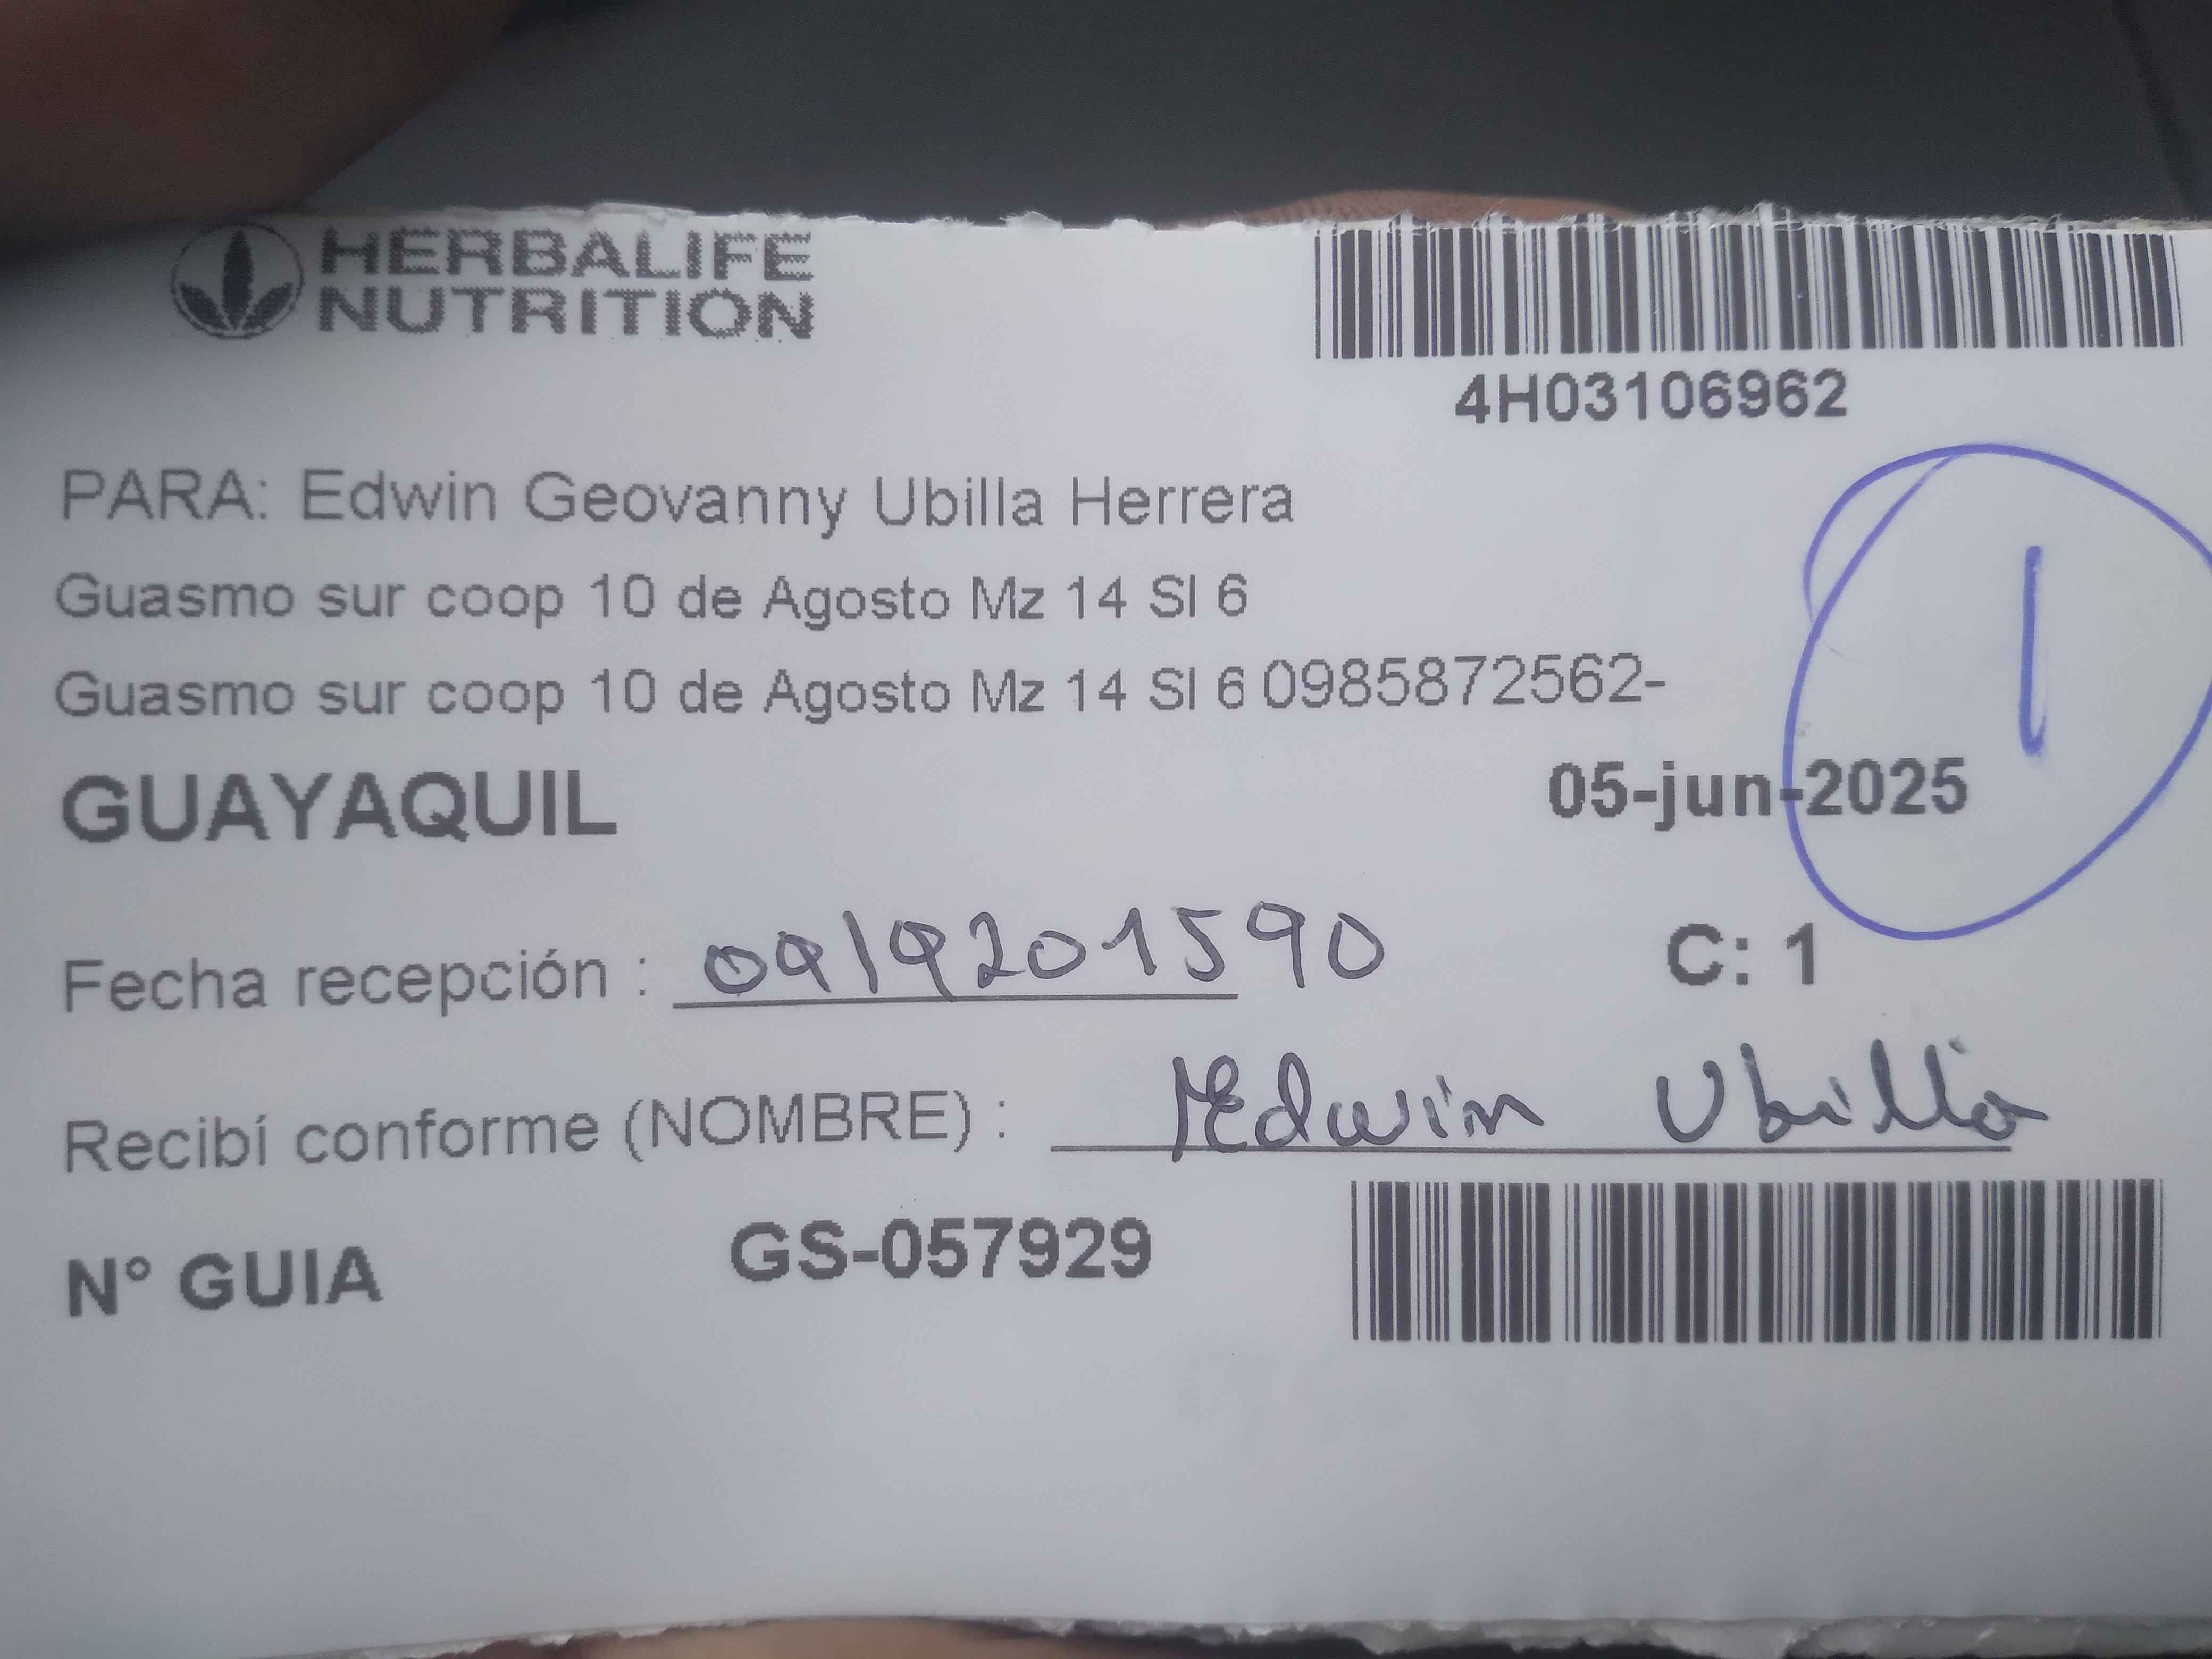 HERBALIFE
NUTRITION
4H03106962
PARA: Edwin Geovanny Ubilla Herrera
Guasmo sur coop 10 de Agosto Mz 14 Sl 6
Guasmo sur coop 10 de Agosto Mz 14 Sl 6 0985872562-
1
GUAYAQUIL 05-jun-2025
Fecha recepción : 0919201590 C: 1
Recibí conforme (NOMBRE) : Edwin Ubilla
N° GUIA GS-057929